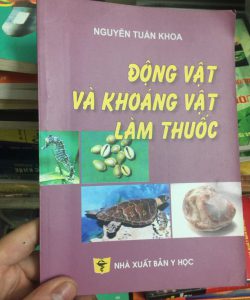 NGUYỄN TUẤN KHOA
ĐỘNG VẬT
VÀ KHOÁNG VẬT
LÀM THUỐC
NHÀ XUẤT BẢN Y HỌC